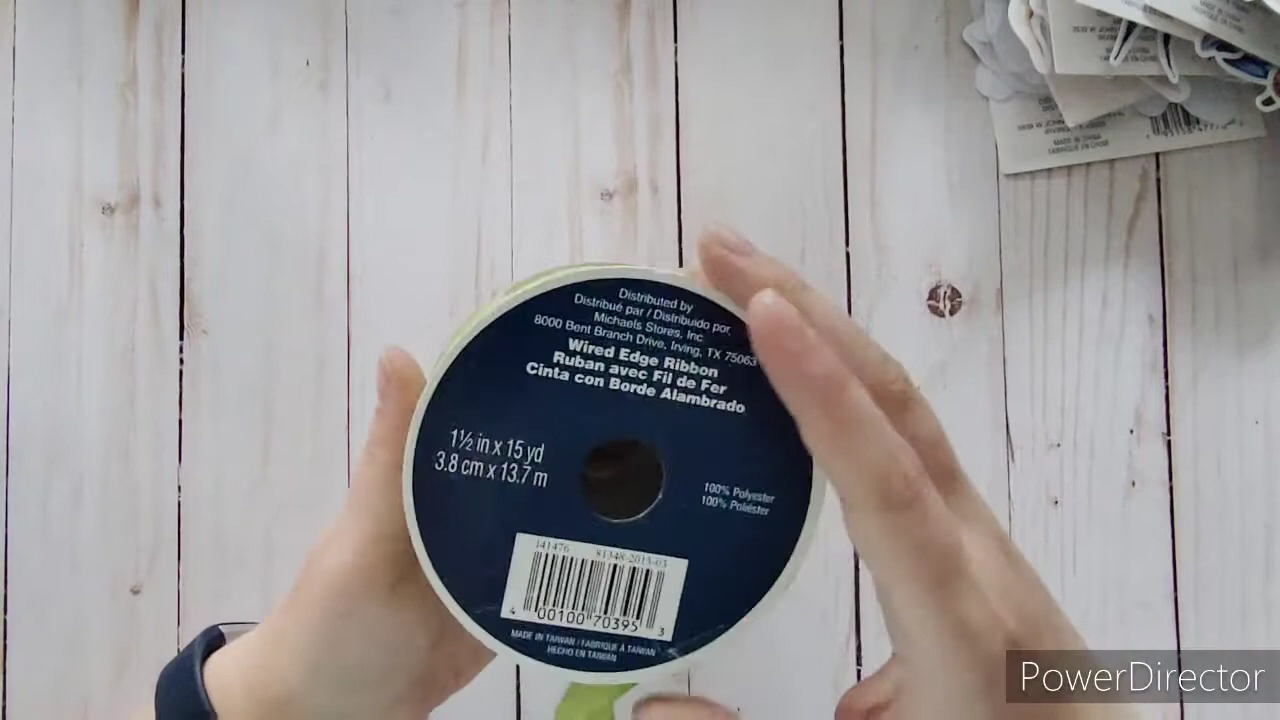 MADE IN CHINA
Distributed by
Distribué par / Distribuido por
Michaels Stores, Inc.
8000 Bent Branch Drive, Irving, TX 75063
Wired Edge Ribbon
Ruban avec Fil de Fer
Cinta con Borde Alambrado
1½ in x 15 yd
3.8 cm x 13.7 m
100% Polyester
100% Poliéster
141476 81348-2013-03
4 00100 70395 3
MADE IN TAIWAN / FABRIQUÉ À TAIWAN
HECHO EN TAIWAN
PowerDirector